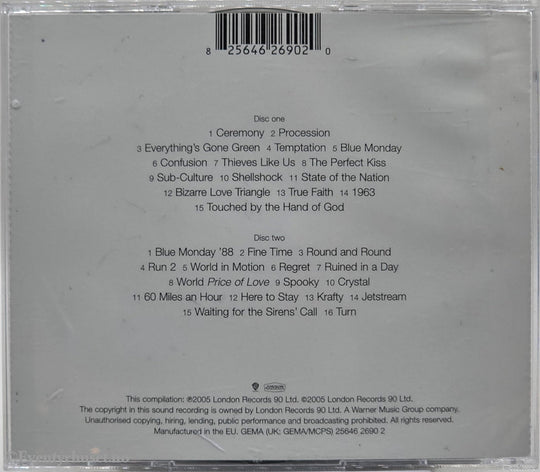 8 25646 26902 0
Disc one
1 Ceremony 2 Procession
3 Everything's Gone Green 4 Temptation 5 Blue Monday
6 Confusion 7 Thieves Like Us 8 The Perfect Kiss
9 Sub-Culture 10 Shellshock 11 State of the Nation
12 Bizarre Love Triangle 13 True Faith 14 1963
15 Touched by the Hand of God
Disc two
1 Blue Monday '88 2 Fine Time 3 Round and Round
4 Run 2 5 World in Motion 6 Regret 7 Ruined in a Day
8 World Price of Love 9 Spooky 10 Crystal
11 60 Miles an Hour 12 Here to Stay 13 Krafty 14 Jetstream
15 Waiting for the Sirens' Call 16 Turn
This compilation: ℗2005 London Records 90 Ltd. ©2005 London Records 90 Ltd.
The copyright in this sound recording is owned by London Records 90 Ltd. A Warner Music Group company.
Unauthorised copying, hiring, lending, public performance and broadcasting prohibited. All rights reserved.
Manufactured in the EU. GEMA (UK: GEMA/MCPS) 25646 2690-2